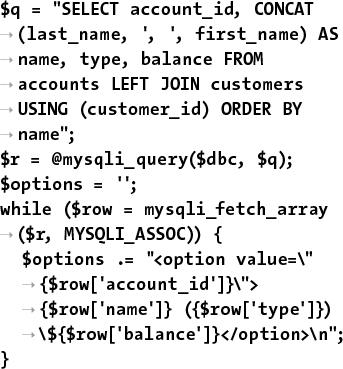 $q = "SELECT account_id, CONCAT
→ (last_name, ', ', first_name) AS
→ name, type, balance FROM
→ accounts LEFT JOIN customers
→ USING (customer_id) ORDER BY
→ name";
$r = @mysqli_query($dbc, $q);
$options = '';
while ($row = mysqli_fetch_array
→ ($r, MYSQLI_ASSOC)) {
$options .= "<option value=\"
→ {$row['account_id']}\">
→ {$row['name']} ({$row['type']})
→ \${$row['balance']}</option>\n";
}